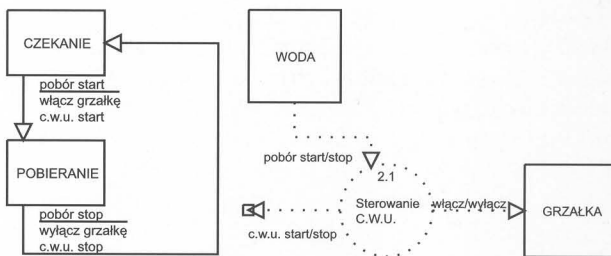 CZEKANIE
pobór start
włącz grzałkę
c.w.u. start
POBIERANIE
pobór stop
wyłącz grzałkę
c.w.u. stop
WODA
pobór start/stop
2.1
Sterowanie
C.W.U.
włącz/wyłącz
GRZAŁKA
c.w.u. start/stop